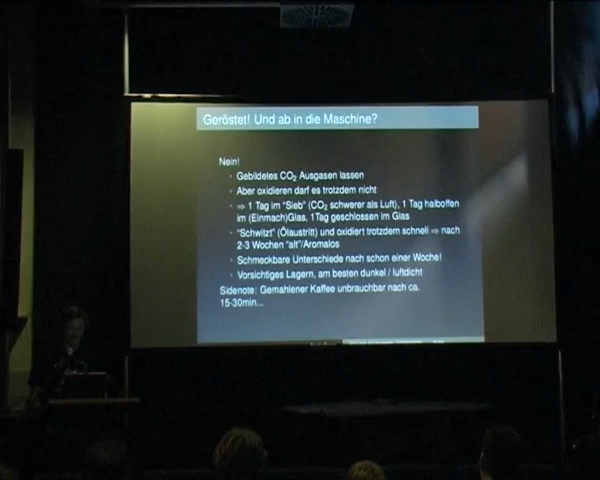 Geröstet! Und ab in die Maschine?
Nein!
Gebildetes CO₂ Ausgasen lassen
Aber oxidieren darf es trotzdem nicht
⇒ 1 Tag im "Sieb" (CO₂ schwerer als Luft), 1 Tag halboffen
im (Einmach)Glas, 1Tag geschlossen im Glas
"Schwitzt" (Ölaustritt) und oxidiert trotzdem schnell ⇒ nach
2-3 Wochen "alt"/Aromalos
Schmeckbare Unterschiede nach schon einer Woche!
Vorsichtiges Lagern, am besten dunkel / luftdicht
Sidenote: Gemahlener Kaffee unbrauchbar nach ca.
15-30min...